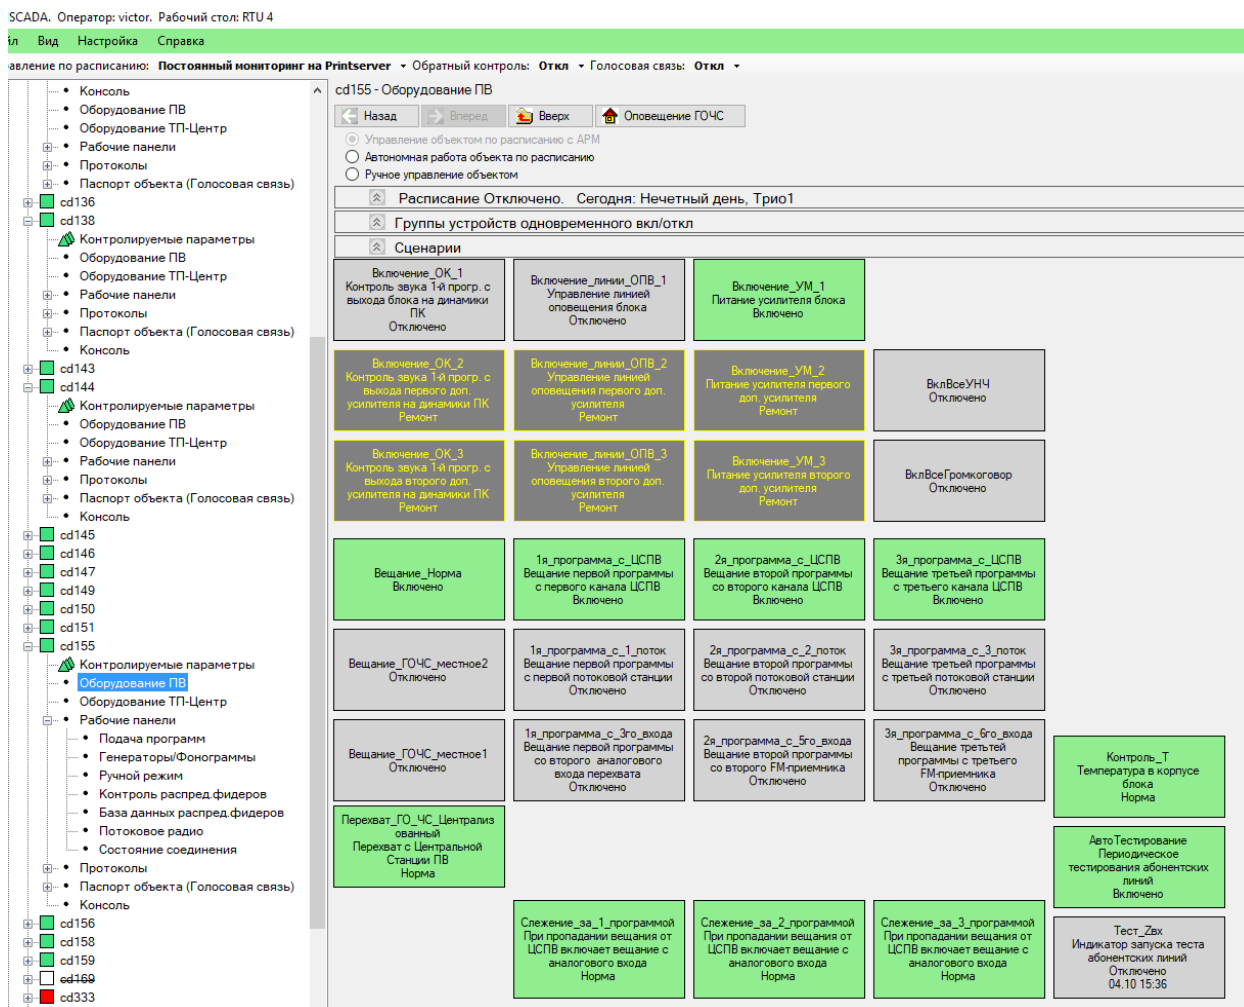 SCADA. Оператор: victor. Рабочий стол: RTU 4
йл Вид Настройка Справка
авление по расписанию: Постоянный мониторинг на Printserver Обратный контроль: Откл Голосовая связь: Откл
Консоль
Оборудование ПВ
Оборудование ТП-Центр
Рабочие панели
Протоколы
Паспорт объекта (Голосовая связь)
cd136
cd138
Контролируемые параметры
Оборудование ПВ
Оборудование ТП-Центр
Рабочие панели
Протоколы
Паспорт объекта (Голосовая связь)
Консоль
cd143
cd144
Контролируемые параметры
Оборудование ПВ
Оборудование ТП-Центр
Рабочие панели
Протоколы
Паспорт объекта (Голосовая связь)
Консоль
cd145
cd146
cd147
cd149
cd150
cd151
cd155
Контролируемые параметры
Оборудование ПВ
Оборудование ТП-Центр
Рабочие панели
Подача программ
Генераторы/Фонограммы
Ручной режим
Контроль распред.фидеров
База данных распред.фидеров
Потоковое радио
Состояние соединения
Протоколы
Паспорт объекта (Голосовая связь)
Консоль
cd156
cd158
cd159
cd169
cd333
cd155 - Оборудование ПВ
Назад Вперед Вверх Оповещение ГОЧС
Управление объектом по расписанию с АРМ
Автономная работа объекта по расписанию
Ручное управление объектом
Расписание Отключено. Сегодня: Нечетный день, Трио1
Группы устройств одновременного вкл/откл
Сценарии
Включение_ОК_1
Контроль звука 1-й прогр. с
выхода блока на динамики
ПК
Отключено
Включение_линии_ОПВ_1
Управление линией
оповещения блока
Отключено
Включение_УМ_1
Питание усилителя блока
Включено
Включение_ОК_2
Контроль звука 1-й прогр. с
выхода первого доп.
усилителя на динамики ПК
Ремонт
Включение_линии_ОПВ_2
Управление линией
оповещения первого доп.
усилителя
Ремонт
Включение_УМ_2
Питание усилителя первого
доп. усилителя
Ремонт
ВклВсеУНЧ
Отключено
Включение_ОК_3
Контроль звука 1-й прогр. с
выхода второго доп.
усилителя на динамики ПК
Ремонт
Включение_линии_ОПВ_3
Управление линией
оповещения второго доп.
усилителя
Ремонт
Включение_УМ_3
Питание усилителя второго
доп. усилителя
Ремонт
ВклВсеГромкоговор
Отключено
Вещание_Норма
Включено
1я_программа_с_ЦСПВ
Вещание первой программы
с первого канала ЦСПВ
Включено
2я_программа_с_ЦСПВ
Вещание второй программы
со второго канала ЦСПВ
Включено
3я_программа_с_ЦСПВ
Вещание третьей программы
с третьего канала ЦСПВ
Включено
Вещание_ГОЧС_местное2
Отключено
1я_программа_с_1_поток
Вещание первой программы
с первой потоковой станции
Отключено
2я_программа_с_2_поток
Вещание второй программы
со второй потоковой станции
Отключено
3я_программа_с_3_поток
Вещание третьей программы
с третьей потоковой станции
Отключено
Вещание_ГОЧС_местное1
Отключено
1я_программа_с_3го_входа
Вещание первой программы
со второго аналогового
входа перехвата
Отключено
2я_программа_с_5го_входа
Вещание второй программы
со второго FM-приемника
Отключено
3я_программа_с_6го_входа
Вещание третьтей
программы с третьего
FM-приемника
Отключено
Контроль_Т
Температура в корпусе
блока
Норма
Перехват_ГО_ЧС_Централиз
ованный
Перехват с Центральной
Станции ПВ
Норма
АвтоТестирование
Периодическое
тестирования абонентских
линий
Включено
Слежение_за_1_программой
При пропадании вещания от
ЦСПВ включает вещание с
аналогового входа
Норма
Слежение_за_2_программой
При пропадании вещания от
ЦСПВ включает вещание с
аналогового входа
Норма
Слежение_за_3_программой
При пропадании вещания от
ЦСПВ включает вещание с
аналогового входа
Норма
Тест_Zвх
Индикатор запуска теста
абонентских линий
Отключено
04.10 15:36